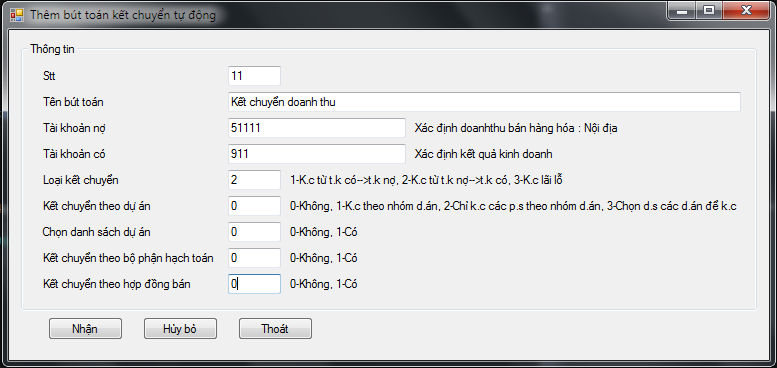 Thêm bút toán kết chuyển tự động
Thông tin
Stt 11
Tên bút toán Kết chuyển doanh thu
Tài khoản nợ 51111 Xác định doanhthu bán hàng hóa : Nội địa
Tài khoản có 911 Xác định kết quả kinh doanh
Loại kết chuyển 2 1-K.c từ t.k có-->t.k nợ, 2-K.c từ t.k nợ-->t.k có, 3-K.c lãi lỗ
Kết chuyển theo dự án 0 0-Không, 1-K.c theo nhóm d.án, 2-Chỉ k.c các p.s theo nhóm d.án, 3-Chọn d.s các d.án để k.c
Chọn danh sách dự án 0 0-Không, 1-Có
Kết chuyển theo bộ phận hạch toán 0 0-Không, 1-Có
Kết chuyển theo hợp đồng bán 0 0-Không, 1-Có
Nhận Hủy bỏ Thoát